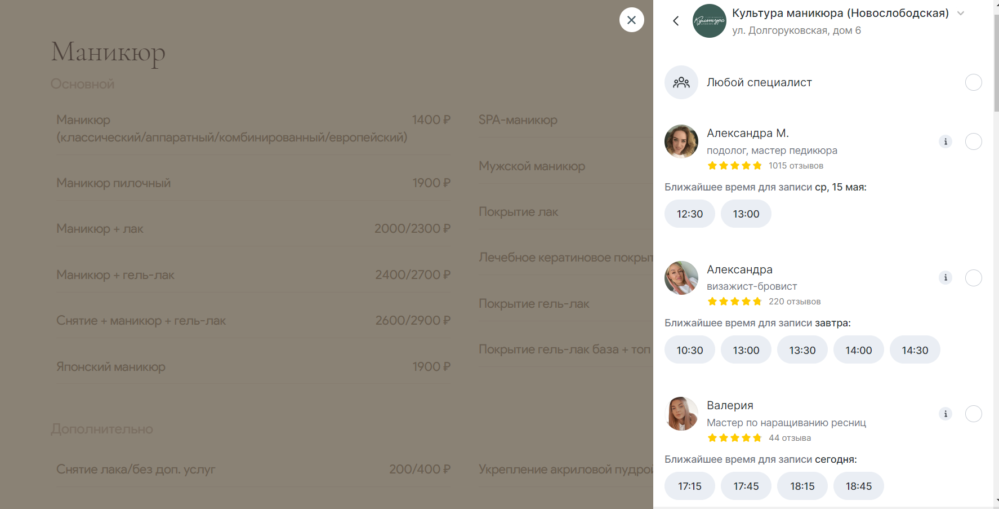 Маникюр
Основной
Маникюр
(классический/аппаратный/комбинированный/европейский)
1400 ₽
Маникюр пилочный
1900 ₽
Маникюр + лак
2000/2300 ₽
Маникюр + гель-лак
2400/2700 ₽
Снятие + маникюр + гель-лак
2600/2900 ₽
Японский маникюр
1900 ₽
SPA-маникюр
Мужской маникюр
Покрытие лак
Лечебное кератиновое покрыт
Покрытие гель-лак
Покрытие гель-лак база + топ
Дополнительно
Снятие лака/без доп. услуг
200/400 ₽
Укрепление акриловой пудрой
Культура
Культура маникюра (Новослободская)
ул. Долгоруковская, дом 6
Любой специалист
Александра М.
подолог, мастер педикюра
1015 отзывов
Ближайшее время для записи ср, 15 мая:
12:30 13:00
Александра
визажист-бровист
220 отзывов
Ближайшее время для записи завтра:
10:30 13:00 13:30 14:00 14:30
Валерия
Мастер по наращиванию ресниц
44 отзыва
Ближайшее время для записи сегодня:
17:15 17:45 18:15 18:45